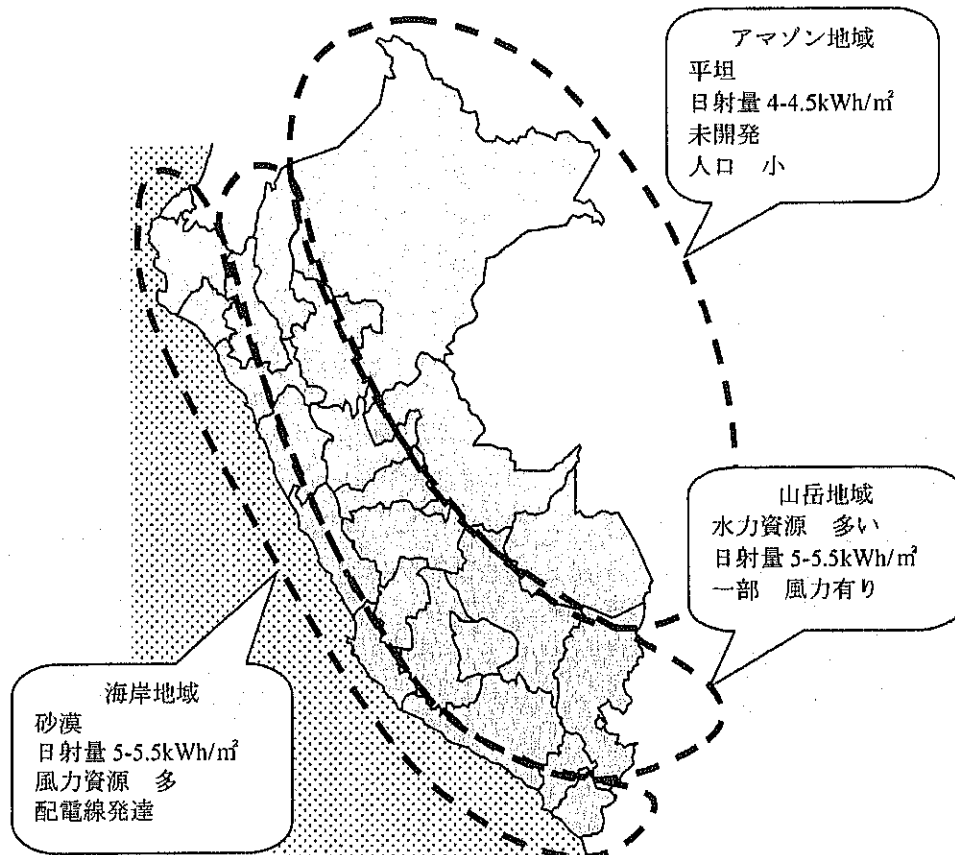 アマゾン地域
平坦
日射量 4-4.5kWh/㎡
未開発
人口 小
山岳地域
水力資源 多い
日射量 5-5.5kWh/㎡
一部 風力有り
海岸地域
砂漠
日射量 5-5.5kWh/㎡
風力資源 多
配電線発達